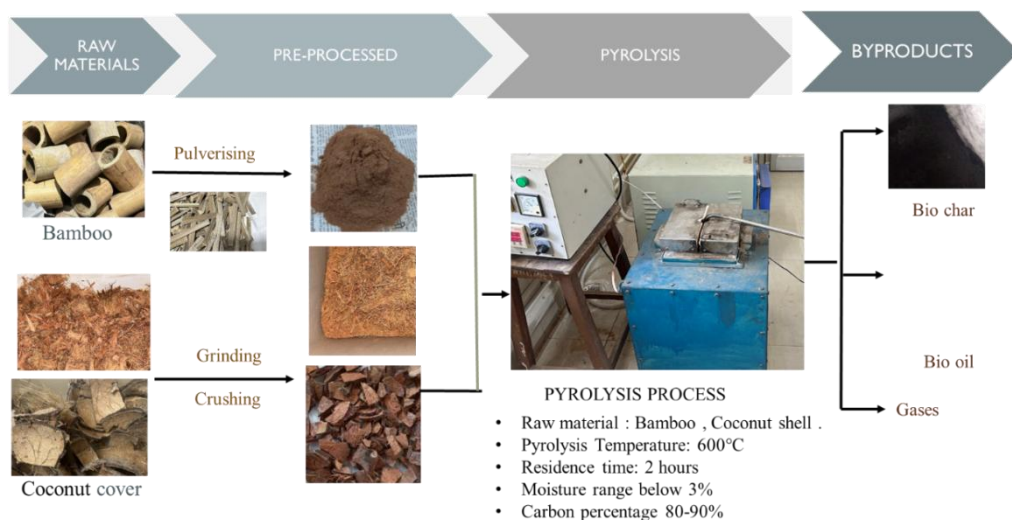 RAW
MATERIALS
PRE-PROCESSED
PYROLYSIS
BYPRODUCTS
Pulverising
Bamboo
Bio char
Grinding
Crushing
Bio oil
Gases
Coconut cover
PYROLYSIS PROCESS
• Raw material : Bamboo , Coconut shell .
• Pyrolysis Temperature: 600°C
• Residence time: 2 hours
• Moisture range below 3%
• Carbon percentage 80-90%